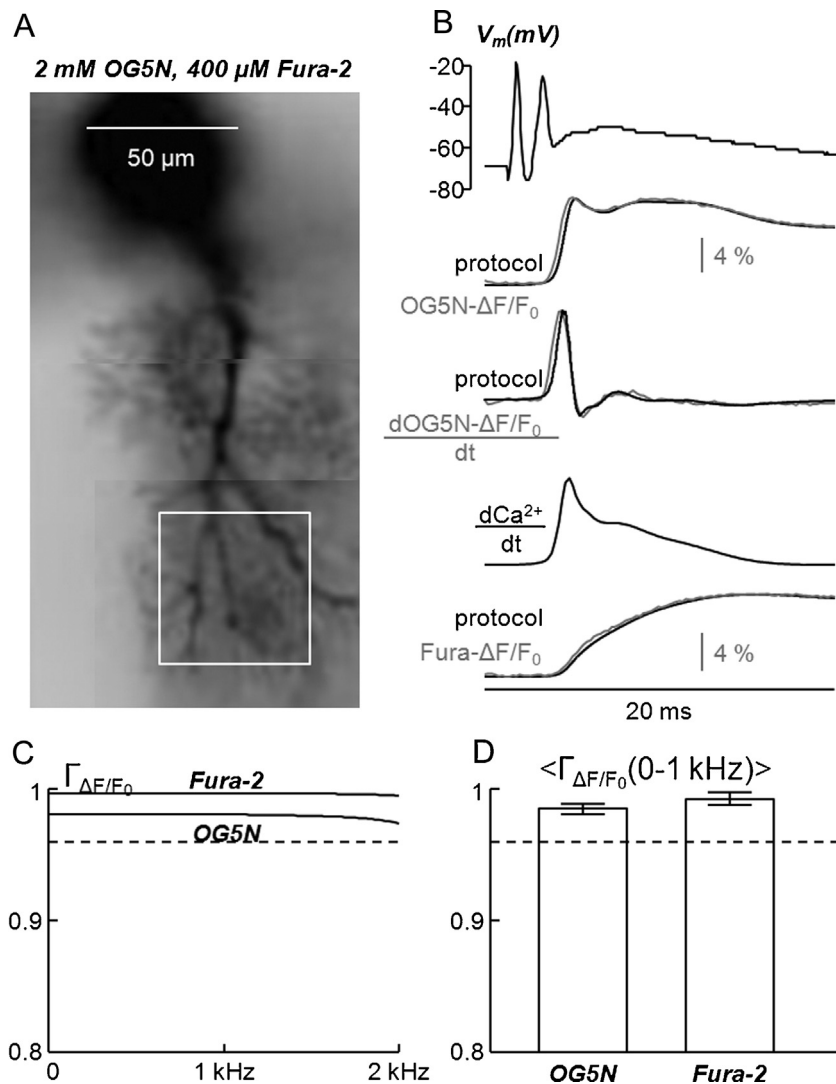 A
2 mM OG5N, 400 µM Fura-2
50 µm
B
Vm(mV)
-20
-40
-60
-80
protocol
4 %
OG5N-ΔF/F0
protocol
dOG5N-ΔF/F0
dt
dCa2+
dt
protocol
Fura-ΔF/F0
4 %
20 ms
C
ΓΔF/F0
Fura-2
OG5N
1
0.9
0.8
0
1 kHz
2 kHz
D
<ΓΔF/F0(0-1 kHz)>
1
0.9
0.8
OG5N
Fura-2